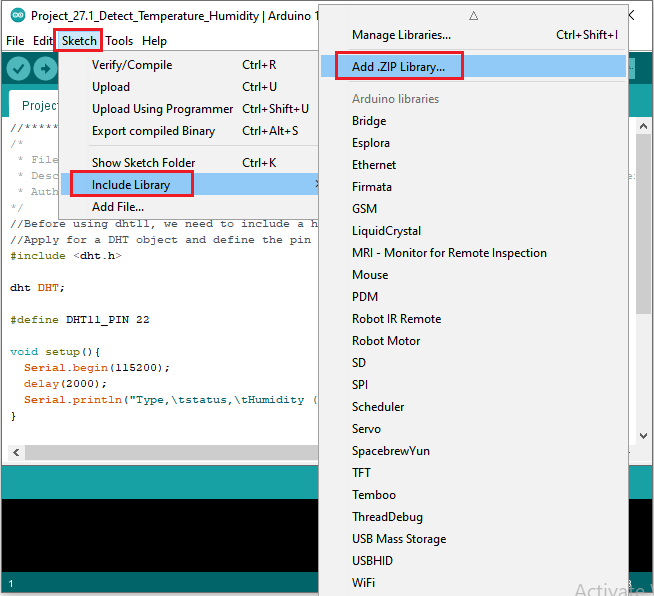 Project_27.1_Detect_Temperature_Humidity | Arduino 1
File Edit Sketch Tools Help
Verify/Compile Ctrl+R
Upload Ctrl+U
Upload Using Programmer Ctrl+Shift+U
Export compiled Binary Ctrl+Alt+S
Show Sketch Folder Ctrl+K
Include Library
Add File...
Manage Libraries... Ctrl+Shift+I
Add .ZIP Library...
Arduino libraries
Bridge
Esplora
Ethernet
Firmata
GSM
LiquidCrystal
MRI - Monitor for Remote Inspection
Mouse
PDM
Robot IR Remote
Robot Motor
SD
SPI
Scheduler
Servo
SpacebrewYun
TFT
Temboo
ThreadDebug
USB Mass Storage
USBHID
WiFi
Project
//*****
/*
* File
* Desc
* Auth
*/
//Before using dht11, we need to include a h
//Apply for a DHT object and define the pin
#include <dht.h>
dht DHT;
#define DHT11_PIN 22
void setup(){
Serial.begin(115200);
delay(2000);
Serial.println("Type,\tstatus,\tHumidity (
}
1
Activate